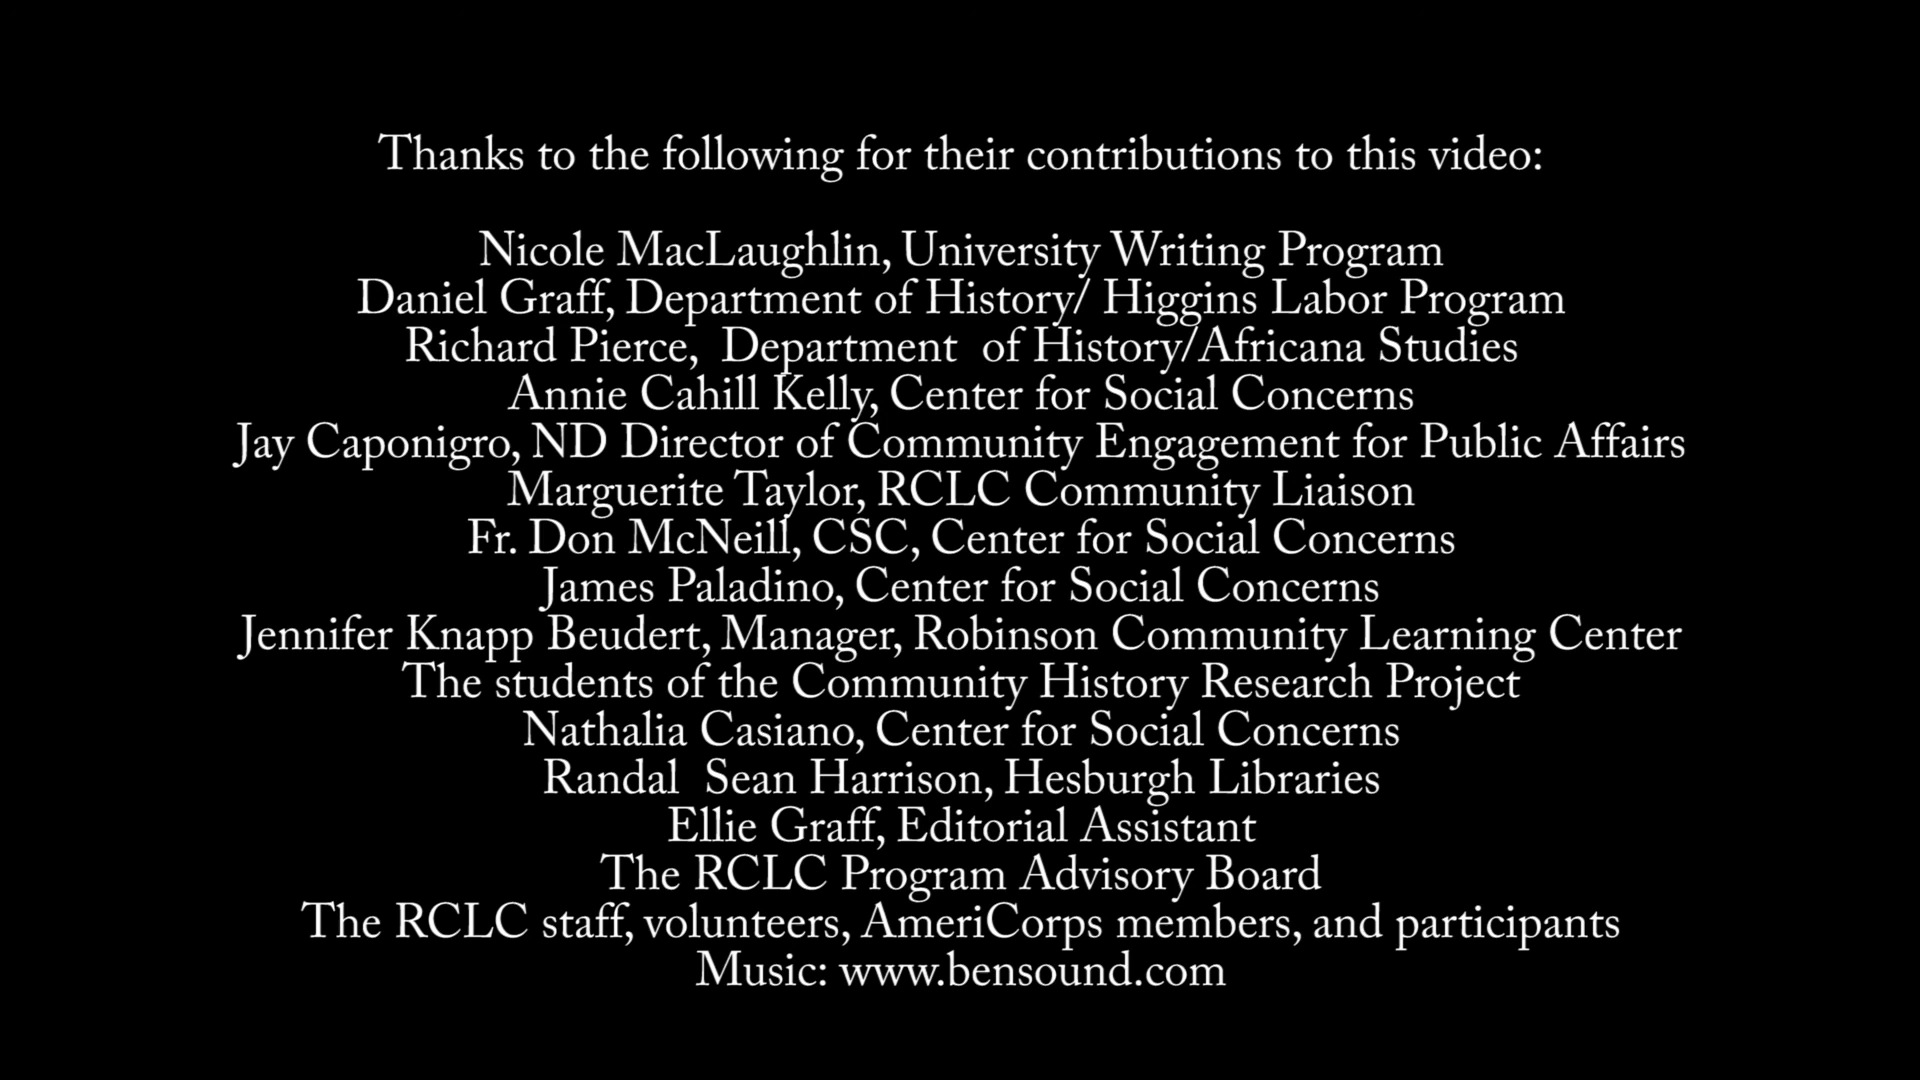 Thanks to the following for their contributions to this video:
Nicole MacLaughlin, University Writing Program
Daniel Graff, Department of History/ Higgins Labor Program
Richard Pierce,  Department  of History/Africana Studies
Annie Cahill Kelly, Center for Social Concerns
Jay Caponigro, ND Director of Community Engagement for Public Affairs
Marguerite Taylor, RCLC Community Liaison
Fr. Don McNeill, CSC, Center for Social Concerns
James Paladino, Center for Social Concerns
Jennifer Knapp Beudert, Manager, Robinson Community Learning Center
The students of the Community History Research Project
Nathalia Casiano, Center for Social Concerns
Randal  Sean Harrison, Hesburgh Libraries
Ellie Graff, Editorial Assistant
The RCLC Program Advisory Board
The RCLC staff, volunteers, AmeriCorps members, and participants
Music: www.bensound.com